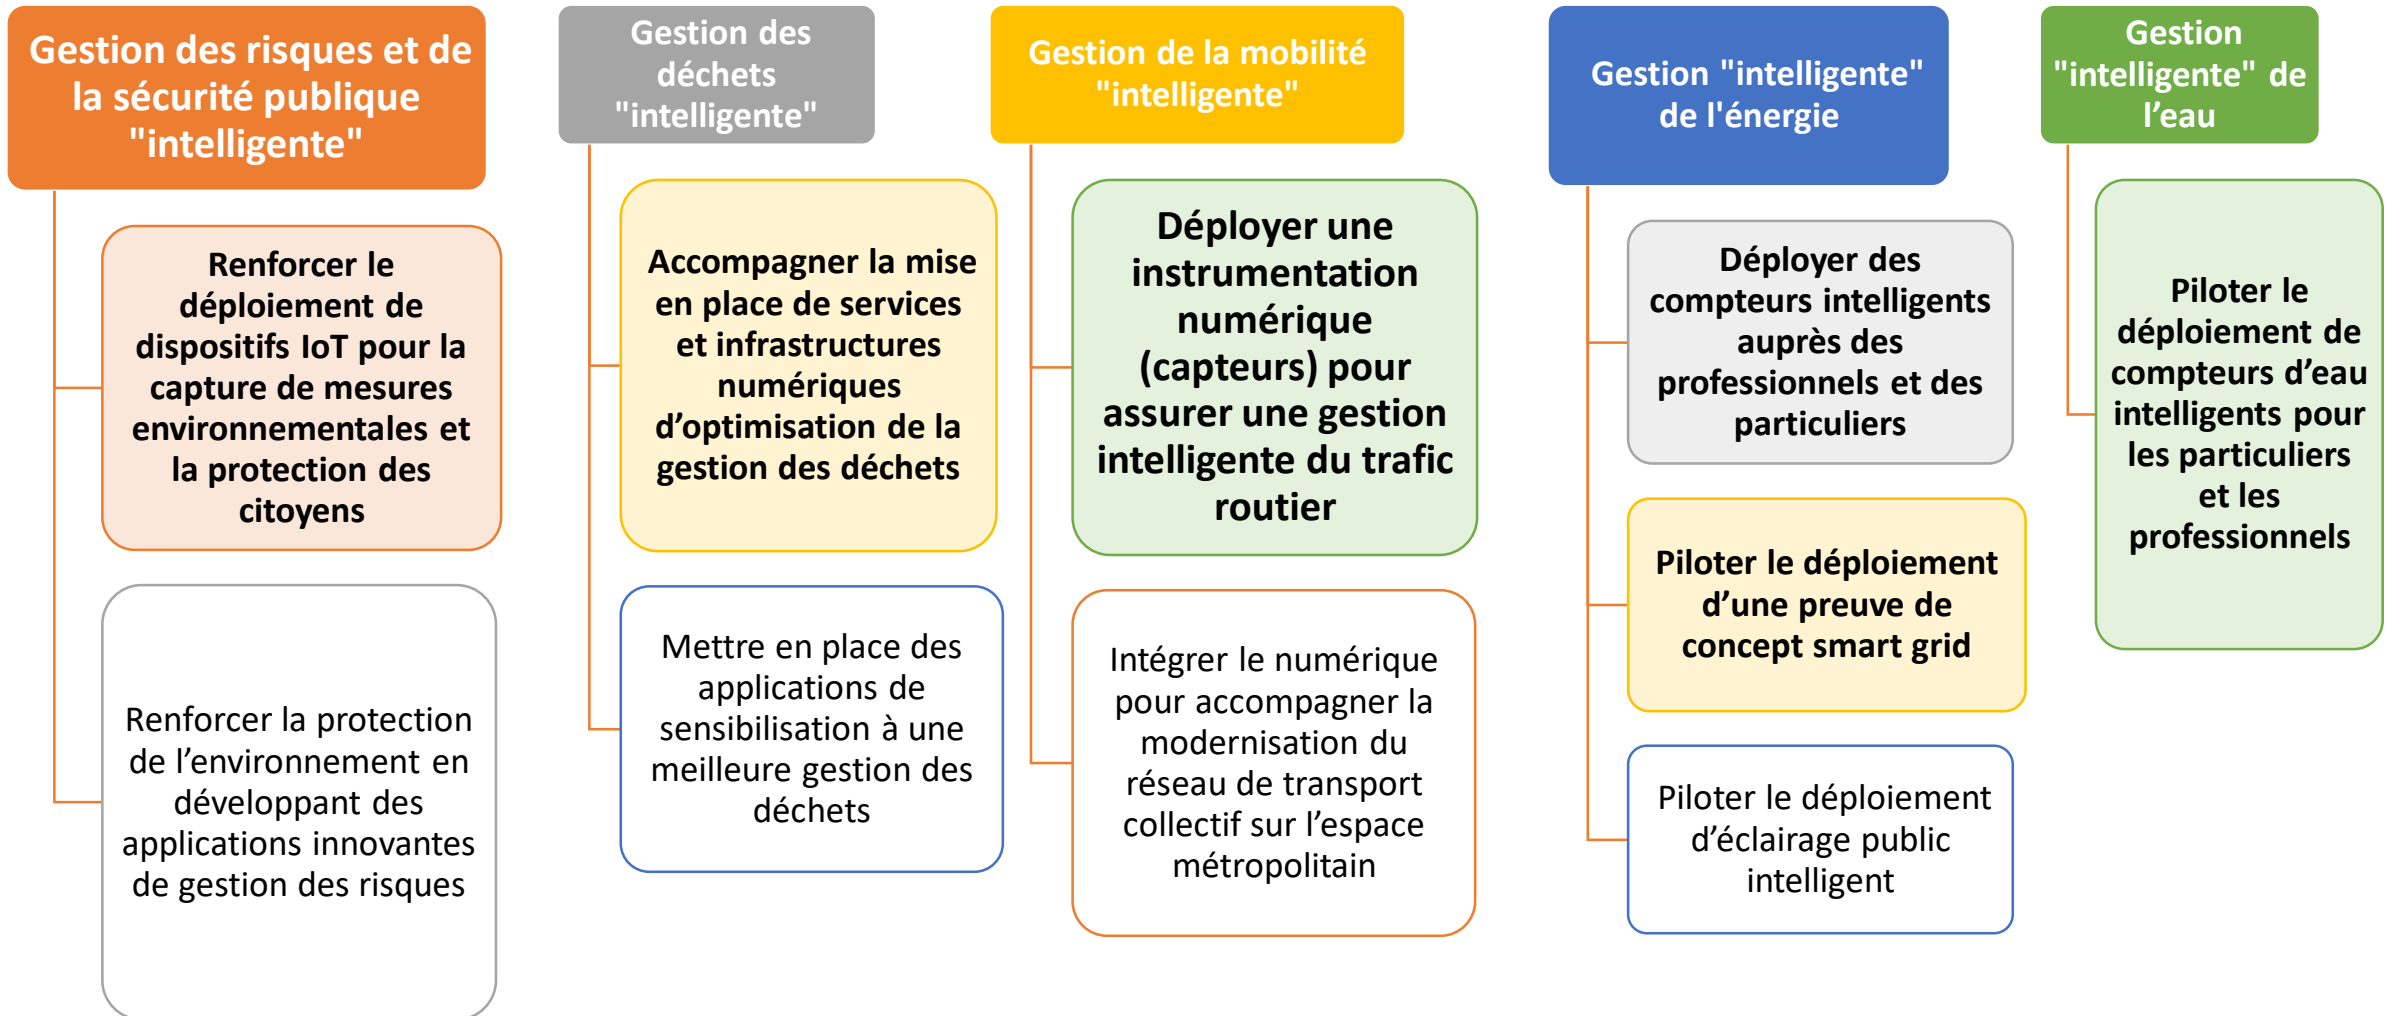 Gestion des risques et de
la sécurité publique
"intelligente"
Renforcer le
déploiement de
dispositifs IoT pour la
capture de mesures
environnementales et
la protection des
citoyens
Renforcer la protection
de l’environnement en
développant des
applications innovantes
de gestion des risques
Gestion des
déchets
"intelligente"
Accompagner la mise
en place de services
et infrastructures
numériques
d’optimisation de la
gestion des déchets
Mettre en place des
applications de
sensibilisation à une
meilleure gestion des
déchets
Gestion de la mobilité
"intelligente"
Déployer une
instrumentation
numérique
(capteurs) pour
assurer une gestion
intelligente du trafic
routier
Intégrer le numérique
pour accompagner la
modernisation du
réseau de transport
collectif sur l’espace
métropolitain
Gestion "intelligente"
de l'énergie
Déployer des
compteurs intelligents
auprès des
professionnels et des
particuliers
Piloter le déploiement
d’une preuve de
concept smart grid
Piloter le déploiement
d’éclairage public
intelligent
Gestion
"intelligente" de
l’eau
Piloter le
déploiement de
compteurs d’eau
intelligents pour
les particuliers
et les
professionnels